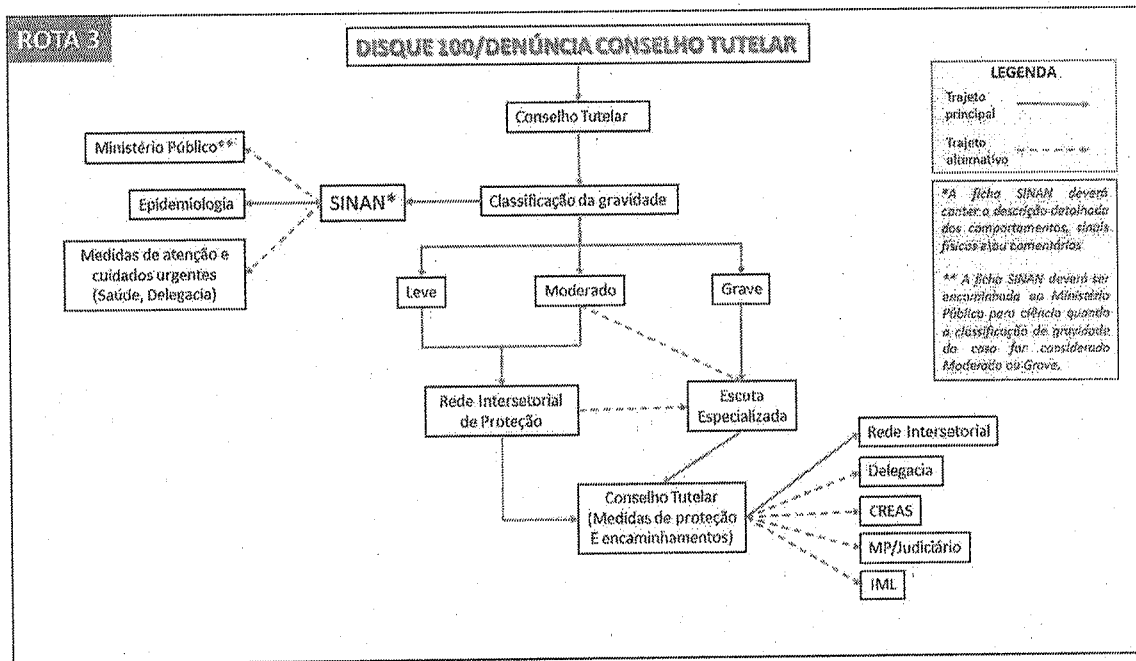 ROTA 3
DISQUE 100/DENÚNCIA CONSELHO TUTELAR
LEGENDA
Trajeto
principal
Trajeto
alternativo
Conselho Tutelar
Ministério Público**
Epidemiologia
SINAN*
Classificação da gravidade
Medidas de atenção e
cuidados urgentes
(Saúde, Delegacia)
*A ficha SINAN deverá
conter a descrição detalhada
dos comportamentos, sinais
físicos e\ou comentários
** A ficha SINAN deverá ser
encaminhada ao Ministério
Público para ciência quando
a classificação de gravidade
do caso for considerado
Moderado ou Grave.
Leve
Moderado
Grave
Rede Intersetorial
de Proteção
Escuta
Especializada
Conselho Tutelar
(Medidas de proteção
E encaminhamentos)
Rede Intersetorial
Delegacia
CREAS
MP/Judiciário
IML